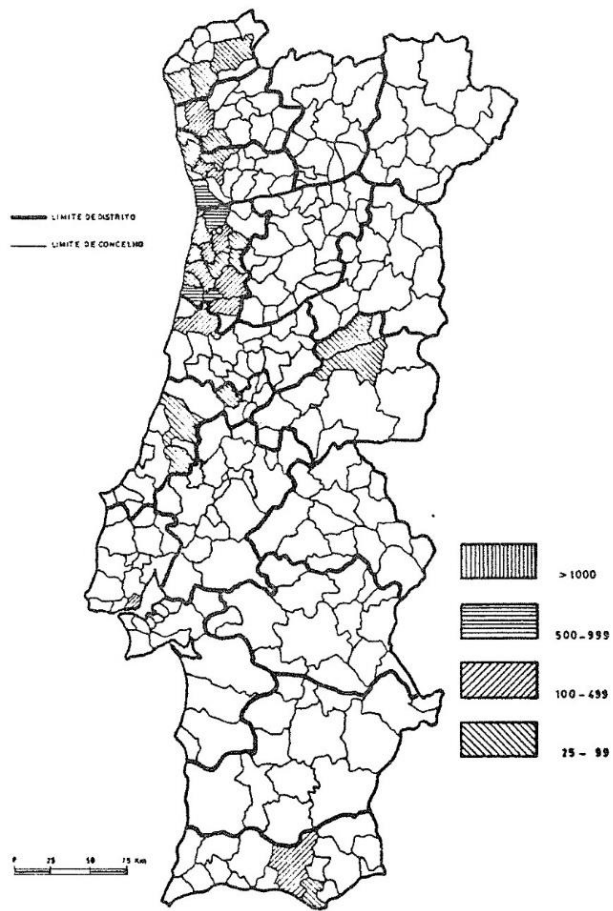 LIMITE DE DISTRITO
LIMITE DE CONCELHO
> 1000
500-999
100-499
25-99
0 25 50 75 Km